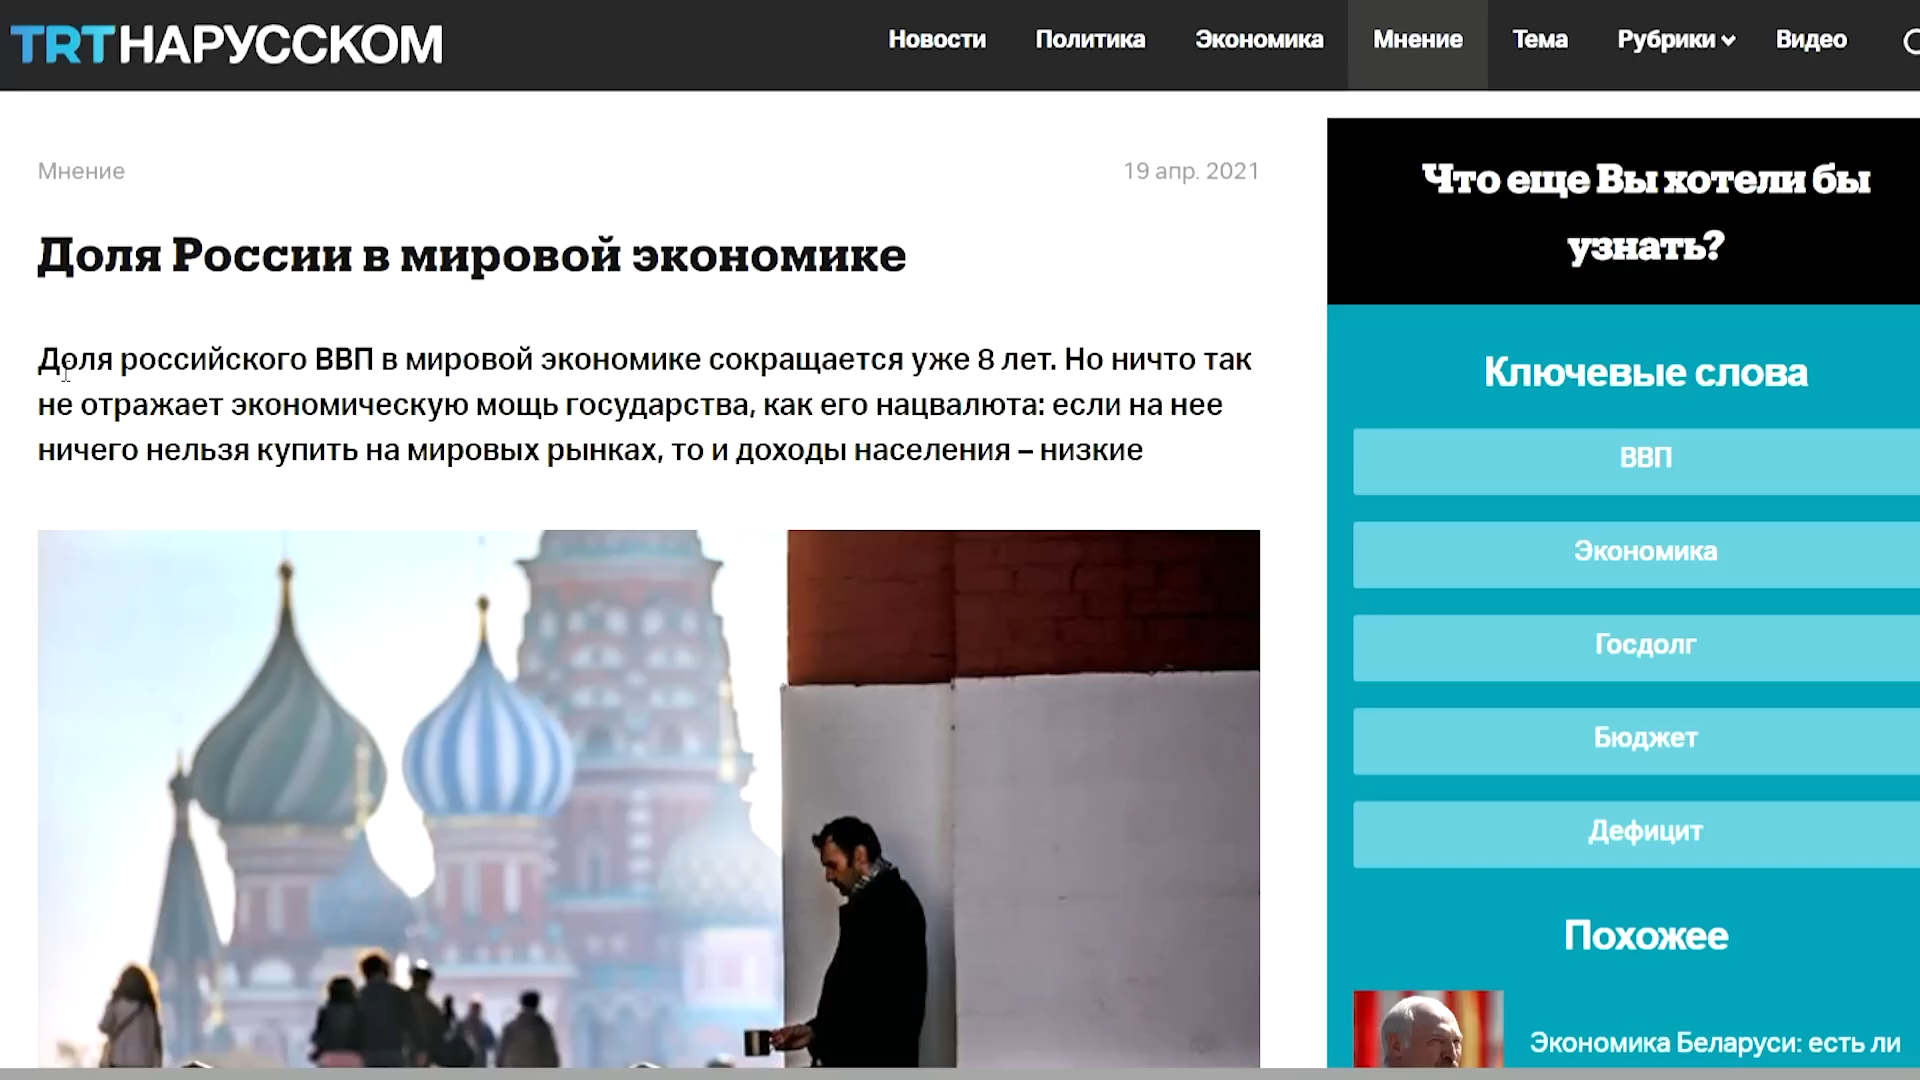 TRT НА РУССКОМ
Новости Политика Экономика Мнение Тема Рубрики Видео
Мнение
19 апр. 2021
Доля России в мировой экономике
Доля российского ВВП в мировой экономике сокращается уже 8 лет. Но ничто так
не отражает экономическую мощь государства, как его нацвалюта: если на нее
ничего нельзя купить на мировых рынках, то и доходы населения – низкие
Что еще Вы хотели бы
узнать?
Ключевые слова
ВВП
Экономика
Госдолг
Бюджет
Дефицит
Похожее
Экономика Беларуси: есть ли